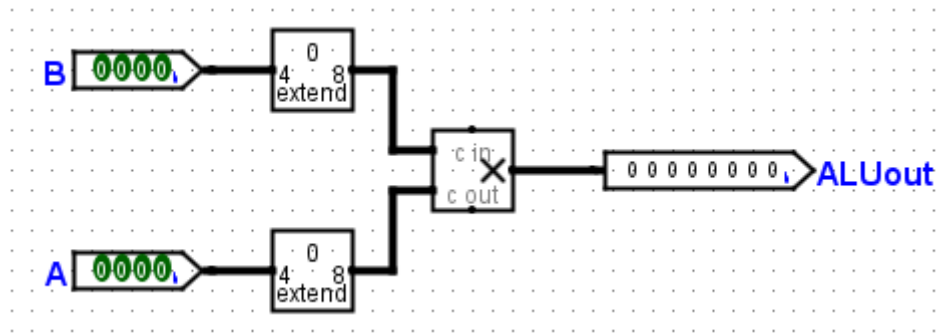 0
B 0000 4 8
extend
c in
× 00000000 ALUout
c out
0
A 0000 4 8
extend